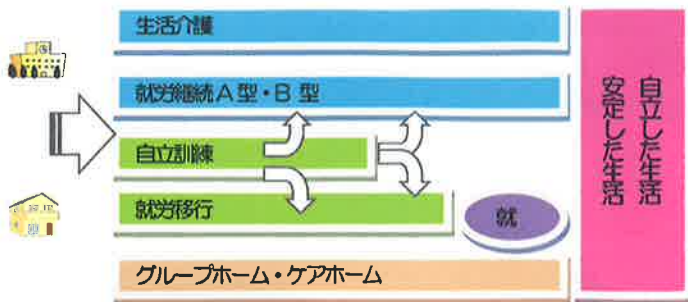 生活介護
就労継続A型・B型
自立訓練
就労移行
就
グループホーム・ケアホーム
自立した生活
安定した生活